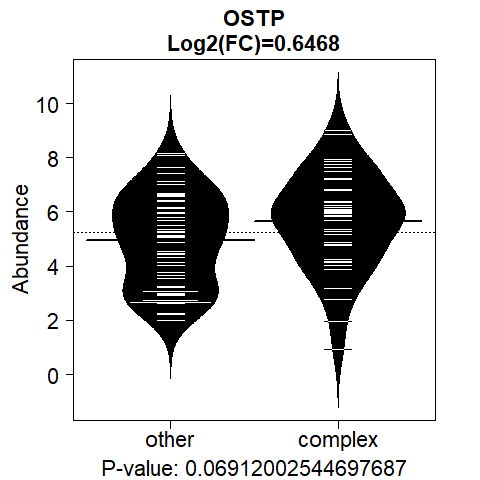 OSTP
Log2(FC)=0.6468
Abundance
10
8
6
4
2
0
other complex
P-value: 0.06912002544697687